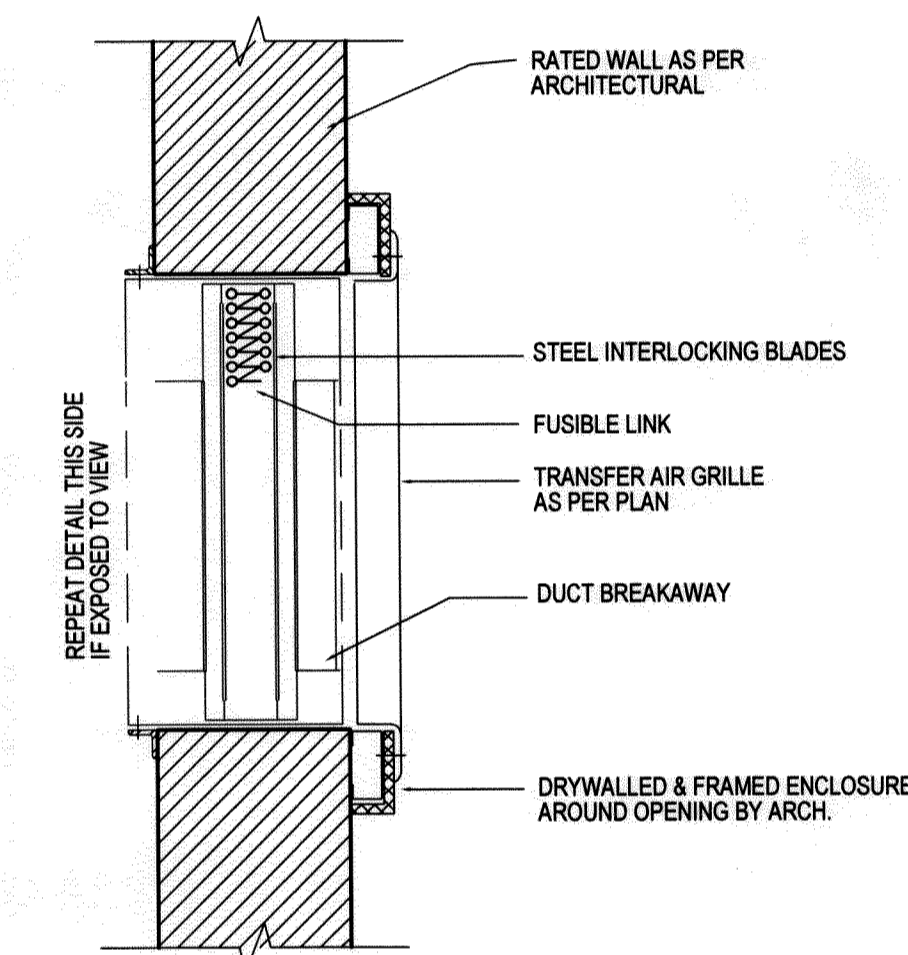 RATED WALL AS PER
ARCHITECTURAL
STEEL INTERLOCKING BLADES
FUSIBLE LINK
TRANSFER AIR GRILLE
AS PER PLAN
DUCT BREAKAWAY
REPEAT DETAIL THIS SIDE
IF EXPOSED TO VIEW
DRYWALLED & FRAMED ENCLOSURE
AROUND OPENING BY ARCH.